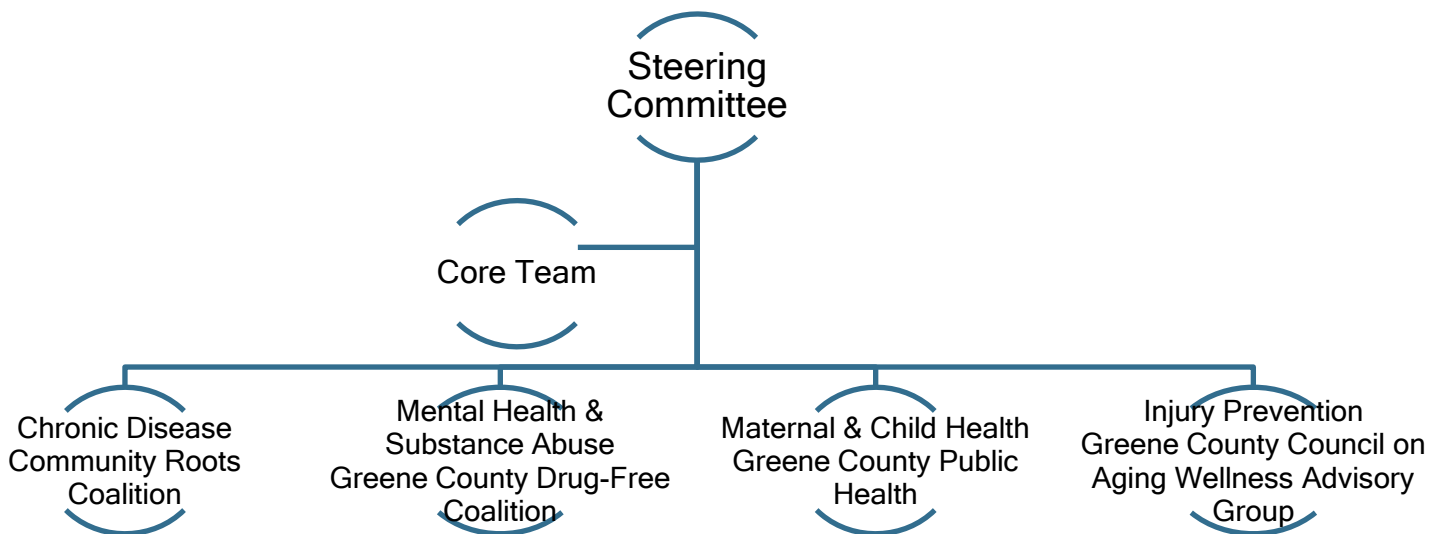 Steering
Committee
Core Team
Chronic Disease
Community Roots
Coalition
Mental Health &
Substance Abuse
Greene County Drug-Free
Coalition
Maternal & Child Health
Greene County Public
Health
Injury Prevention
Greene County Council on
Aging Wellness Advisory
Group